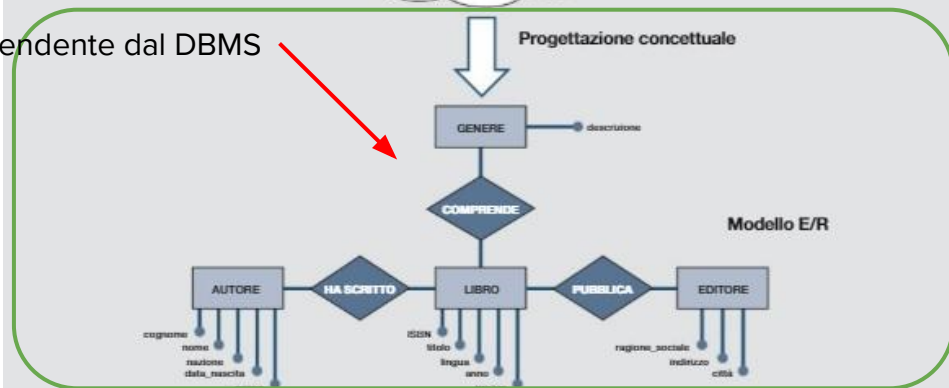 endente dal DBMS
Progettazione concettuale
GENERE
descrizione
COMPRENDE
Modello E/R
AUTORE
HA SCRITTO
LIBRO
PUBBLICA
EDITORE
cognome
nome
nazione
data_nascita
ISBN
titolo
lingua
anno
ragione_sociale
indirizzo
città